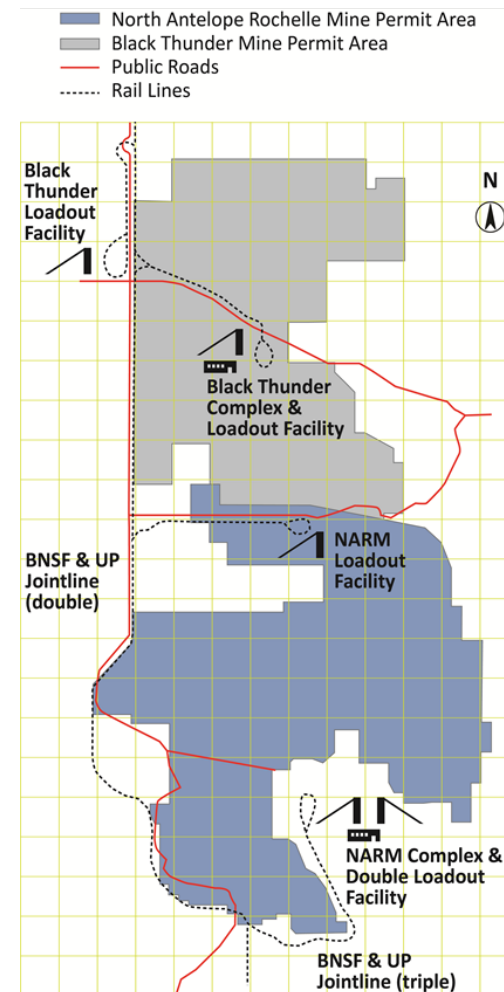 North Antelope Rochelle Mine Permit Area
Black Thunder Mine Permit Area
Public Roads
Rail Lines
Black
Thunder
Loadout
Facility
N
Black Thunder
Complex &
Loadout Facility
BNSF & UP
Jointline
(double)
NARM
Loadout
Facility
NARM Complex &
Double Loadout
Facility
BNSF & UP
Jointline (triple)